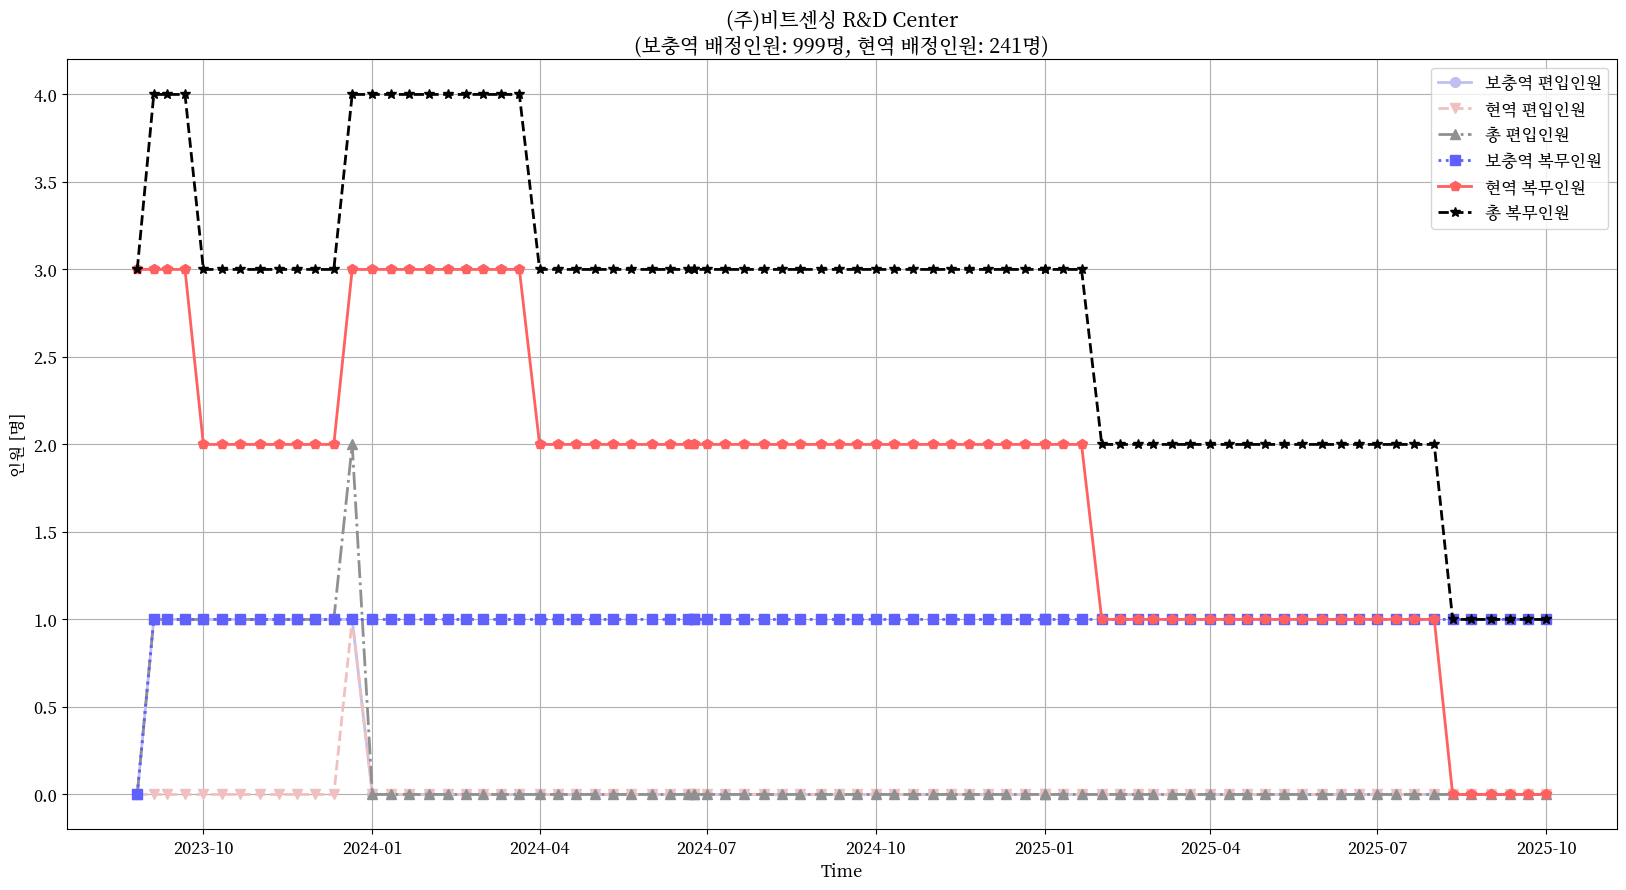 (주)비트센싱 R&D Center
(보충역 배정인원: 999명, 현역 배정인원: 241명)
보충역 편입인원
현역 편입인원
총 편입인원
보충역 복무인원
현역 복무인원
총 복무인원
4.0
3.5
3.0
2.5
2.0
1.5
1.0
0.5
0.0
인원 [명]
2023-10 2024-01 2024-04 2024-07 2024-10 2025-01 2025-04 2025-07 2025-10
Time